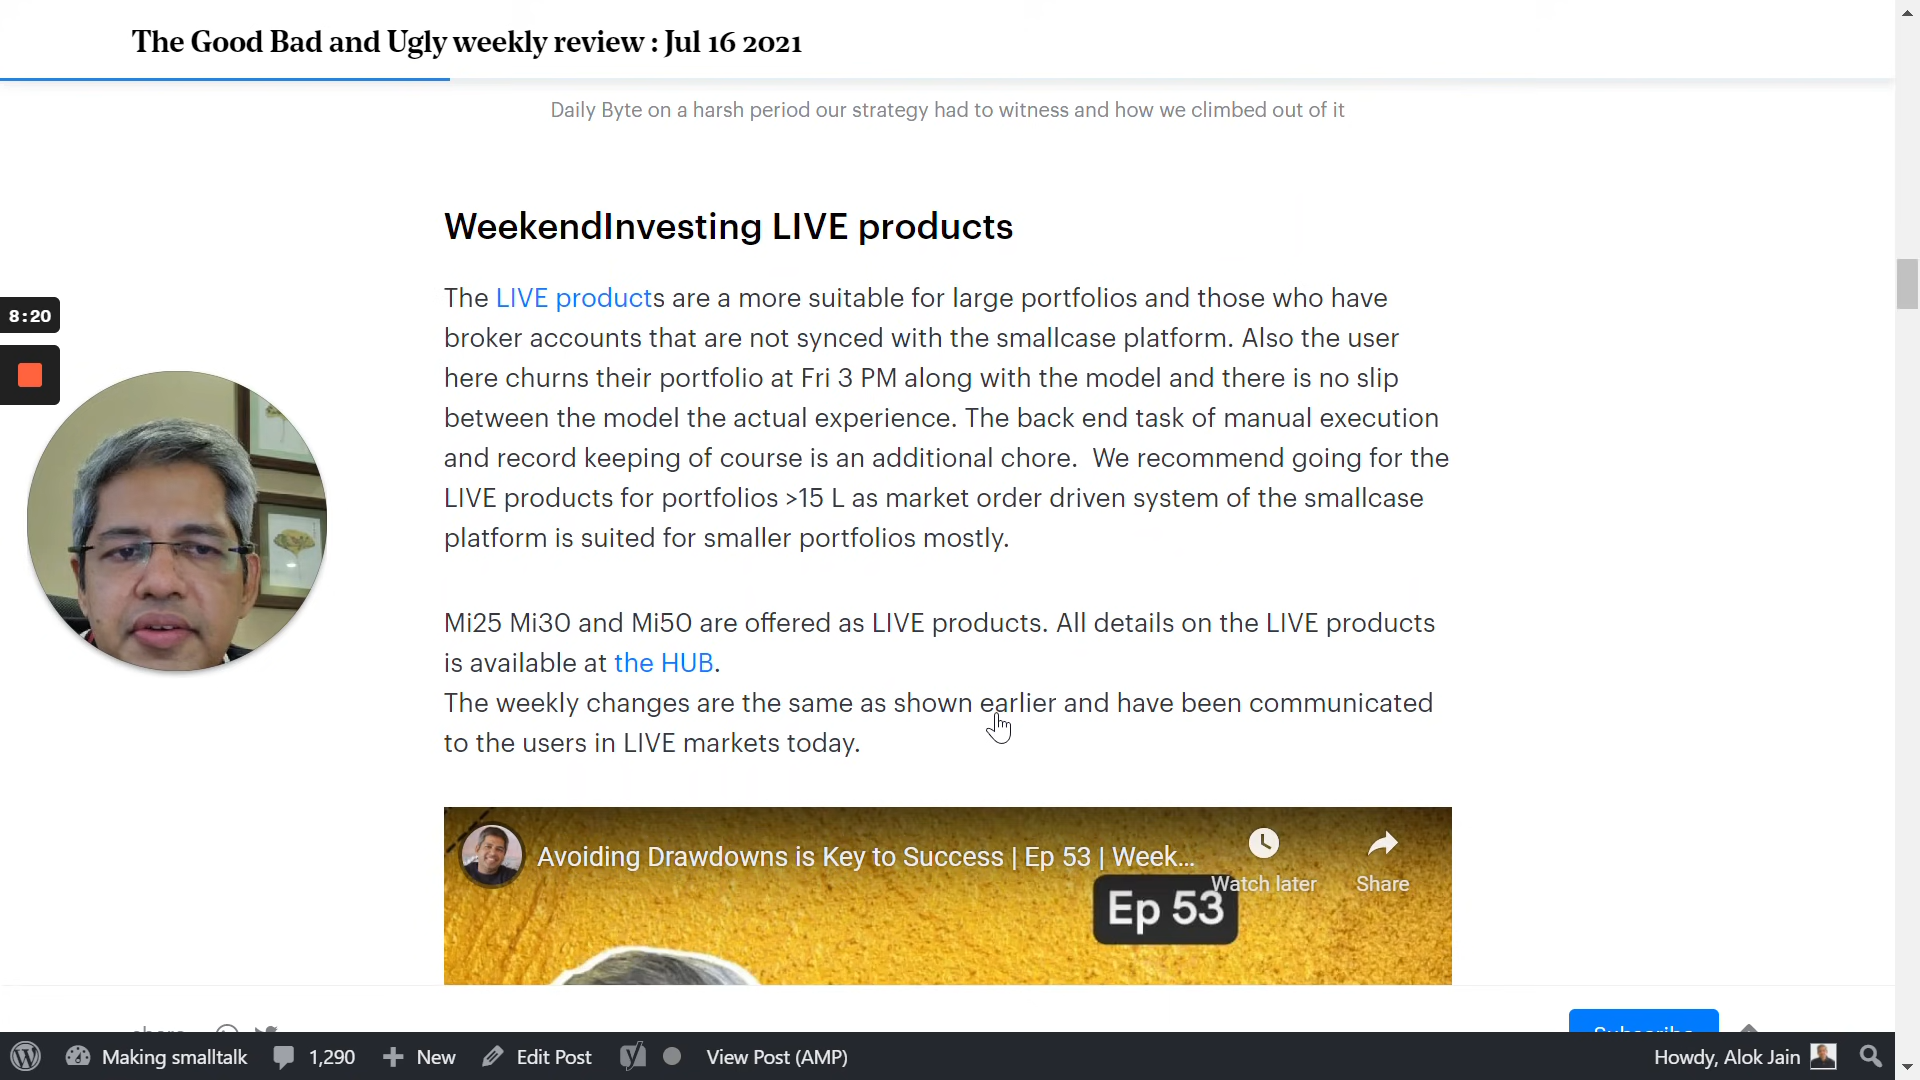 The Good Bad and Ugly weekly review : Jul 16 2021
Daily Byte on a harsh period our strategy had to witness and how we climbed out of it
WeekendInvesting LIVE products
The LIVE products are a more suitable for large portfolios and those who have
broker accounts that are not synced with the smallcase platform. Also the user
here churns their portfolio at Fri 3 PM along with the model and there is no slip
between the model the actual experience. The back end task of manual execution
and record keeping of course is an additional chore.  We recommend going for the
LIVE products for portfolios >15 L as market order driven system of the smallcase
platform is suited for smaller portfolios mostly.
8:20
Mi25 Mi30 and Mi50 are offered as LIVE products. All details on the LIVE products
is available at the HUB.
The weekly changes are the same as shown earlier and have been communicated
to the users in LIVE markets today.
Avoiding Drawdowns is Key to Success | Ep 53 | Week...
Watch later
Share
Ep 53
share
Subscribe
Making smalltalk 1,290 New Edit Post View Post (AMP) Howdy, Alok Jain